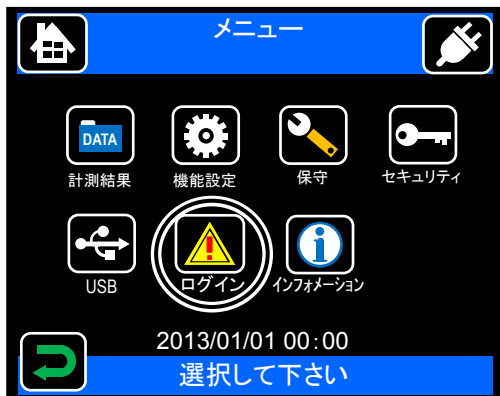 メニュー
DATA
計測結果
機能設定
保守
セキュリティ
USB
ログイン
インフォメーション
2013/01/01 00:00
選択して下さい